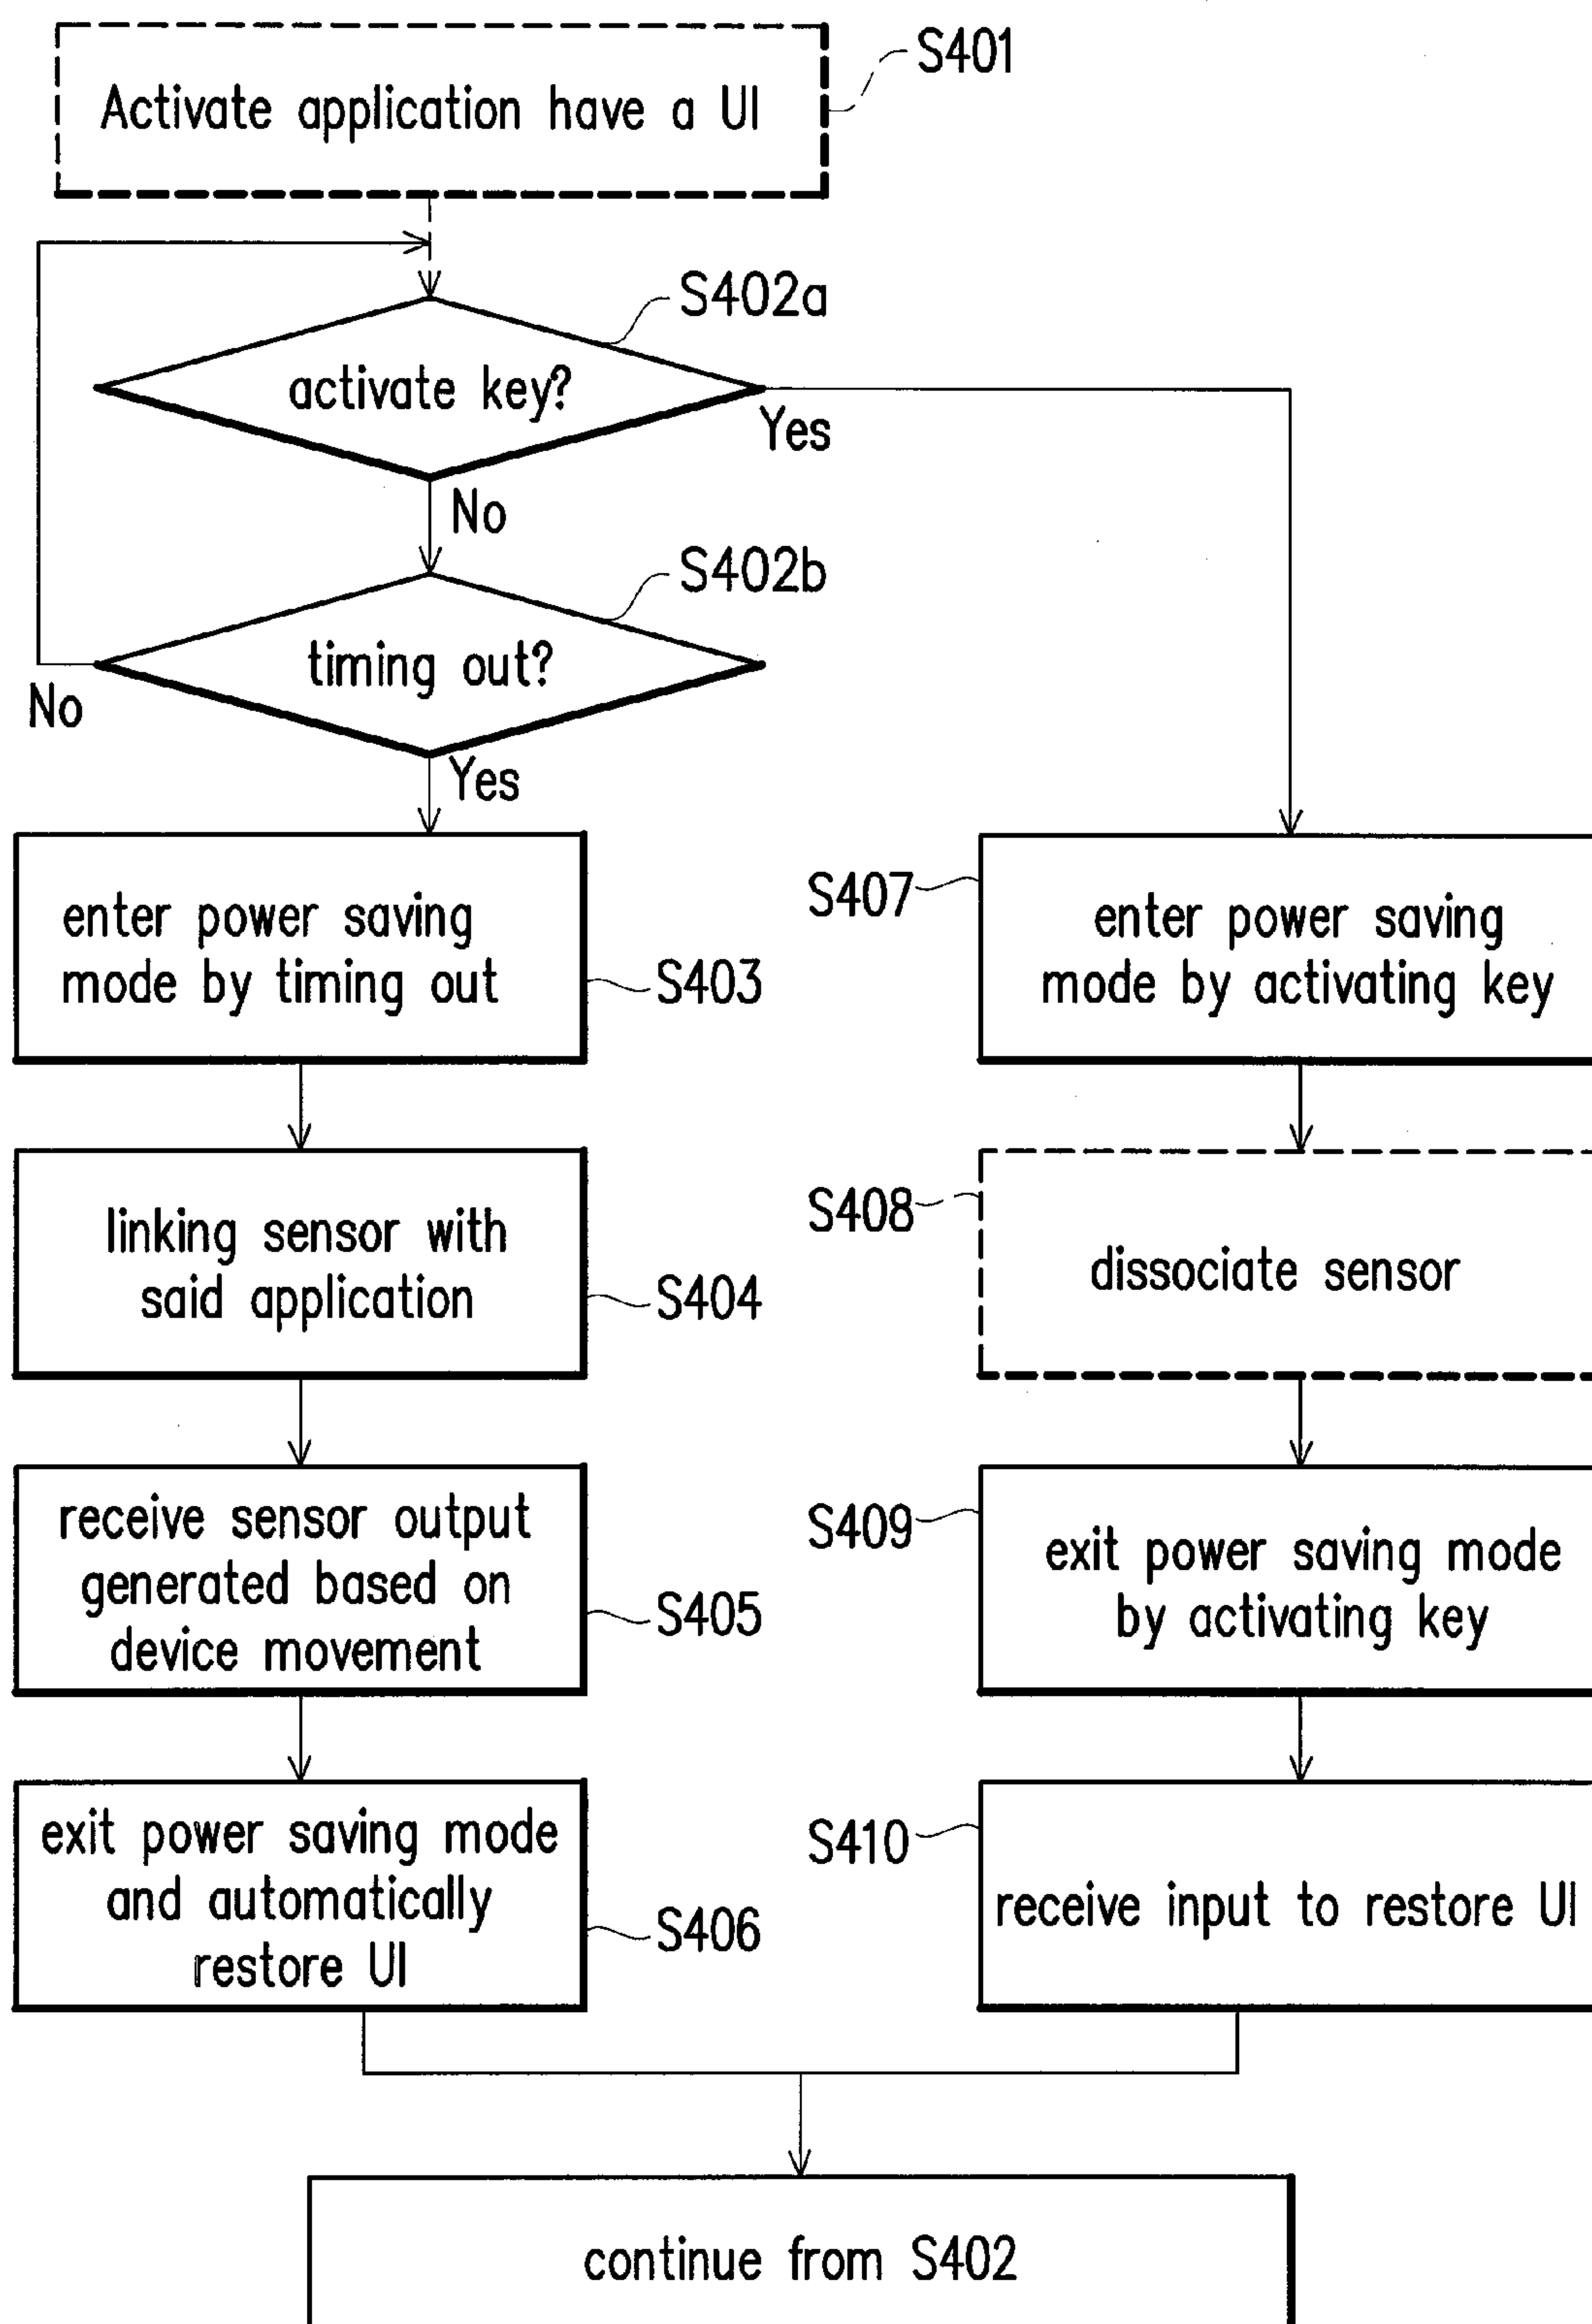 Activate application have a UI
S401
S402a
activate key?
Yes
No
S402b
timing out?
No
Yes
enter power saving
mode by timing out
S403
linking sensor with
said application
S404
receive sensor output
generated based on
device movement
S405
exit power saving mode
and automatically
restore UI
S406
S407
enter power saving
mode by activating key
S408
dissociate sensor
S409
exit power saving mode
by activating key
S410
receive input to restore UI
continue from S402